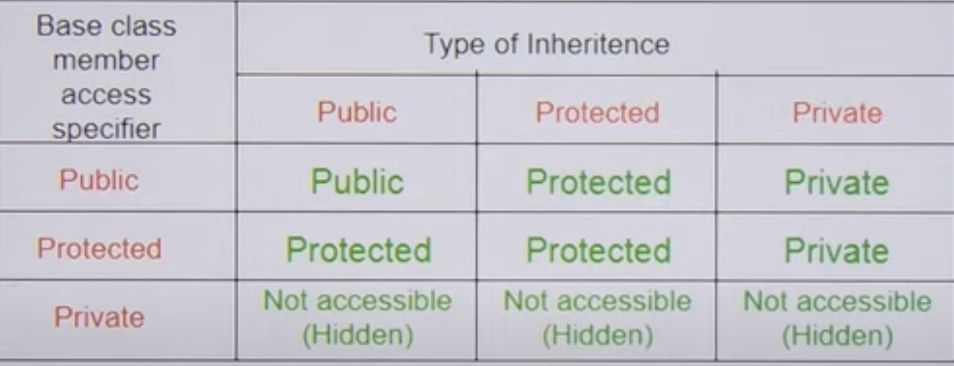 Base class
member
access
specifier
Type of Inheritence
Public Protected Private
Public Public Protected Private
Protected Protected Protected Private
Private
Not accessible Not accessible Not accessible
(Hidden) (Hidden) (Hidden)